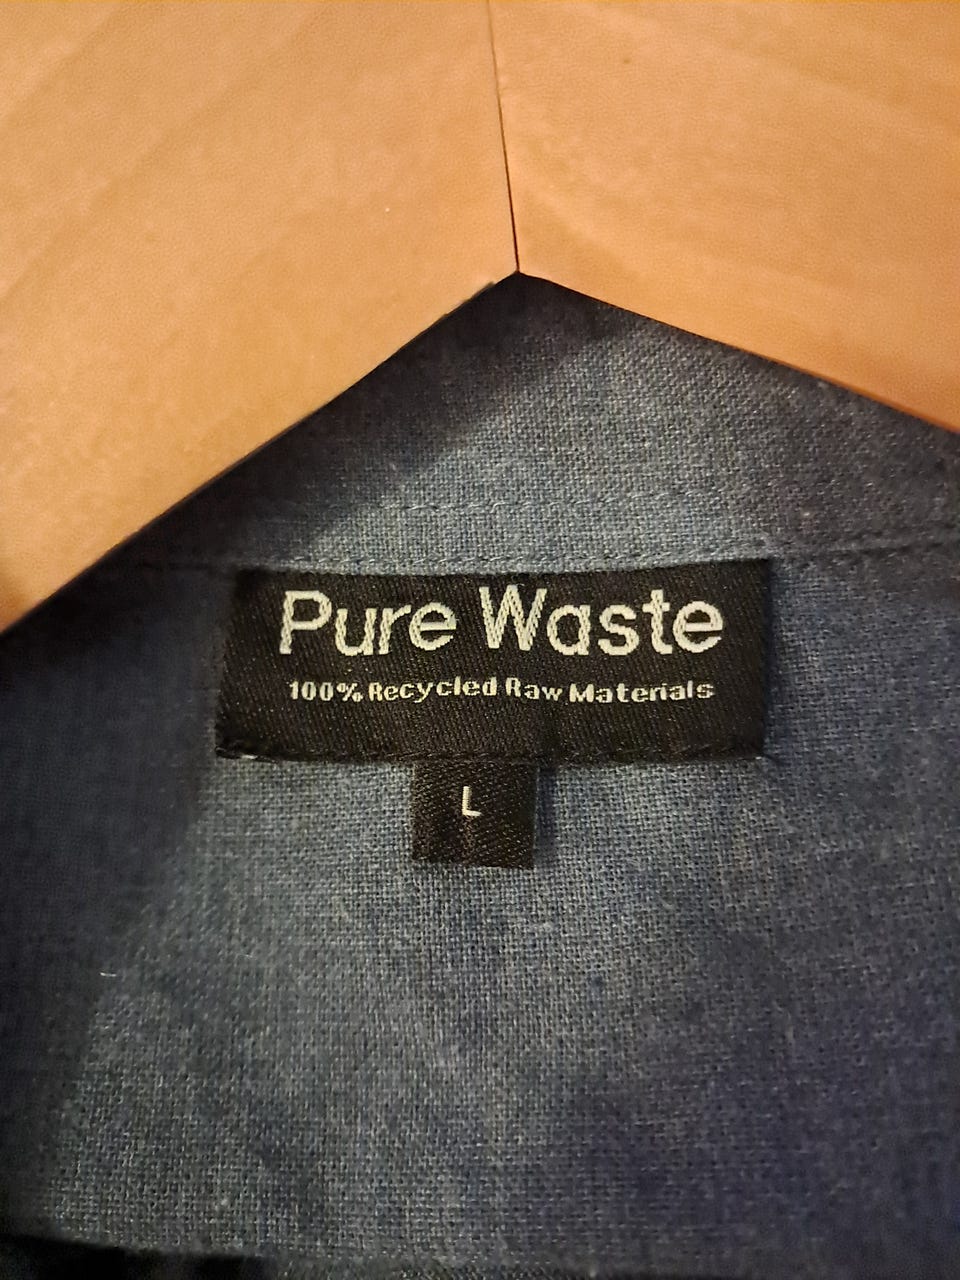 Pure Waste
100% Recycled Raw Materials
L